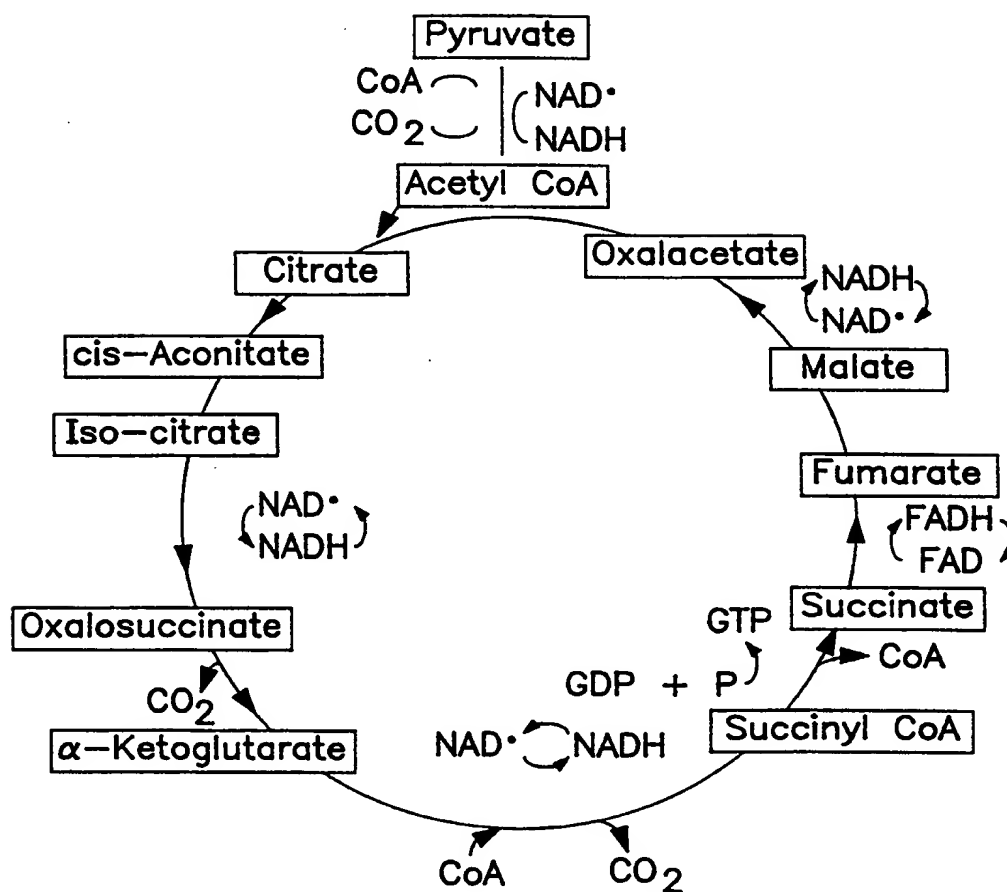 Pyruvate
CoA
NAD•
CO2
NADH
Acetyl CoA
Citrate
Oxalacetate
NADH
NAD•
cis-Aconitate
Malate
Iso-citrate
Fumarate
NAD•
NADH
FADH
FAD
Oxalosuccinate
Succinate
GTP
CoA
CO2
GDP + P
α-Ketoglutarate
NAD•
NADH
Succinyl CoA
CoA
CO2